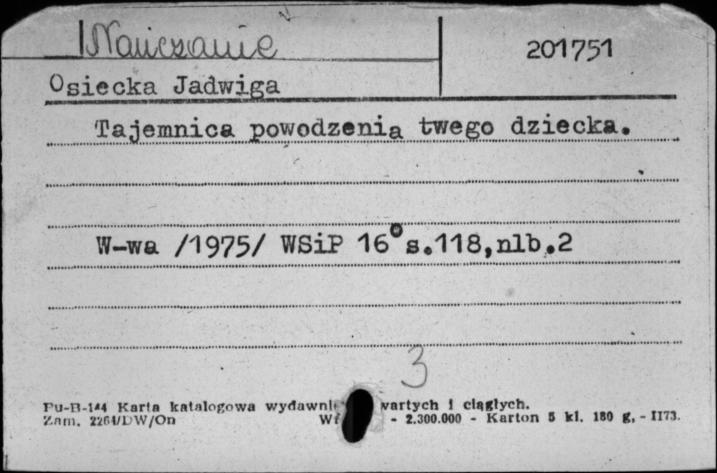 Nauczanie
201751
Osiecka Jadwiga
Tajemnica powodzenią twego dziecka.
W-wa /1975/ WSiP 16° s.118,nlb.2
3
Pu-B-144 Karta katalogowa wydawni wartych i ciągłych.
Zam. 2264/DW/On - 2.300.000 - Karton 5 kl. 180 g, - II73.